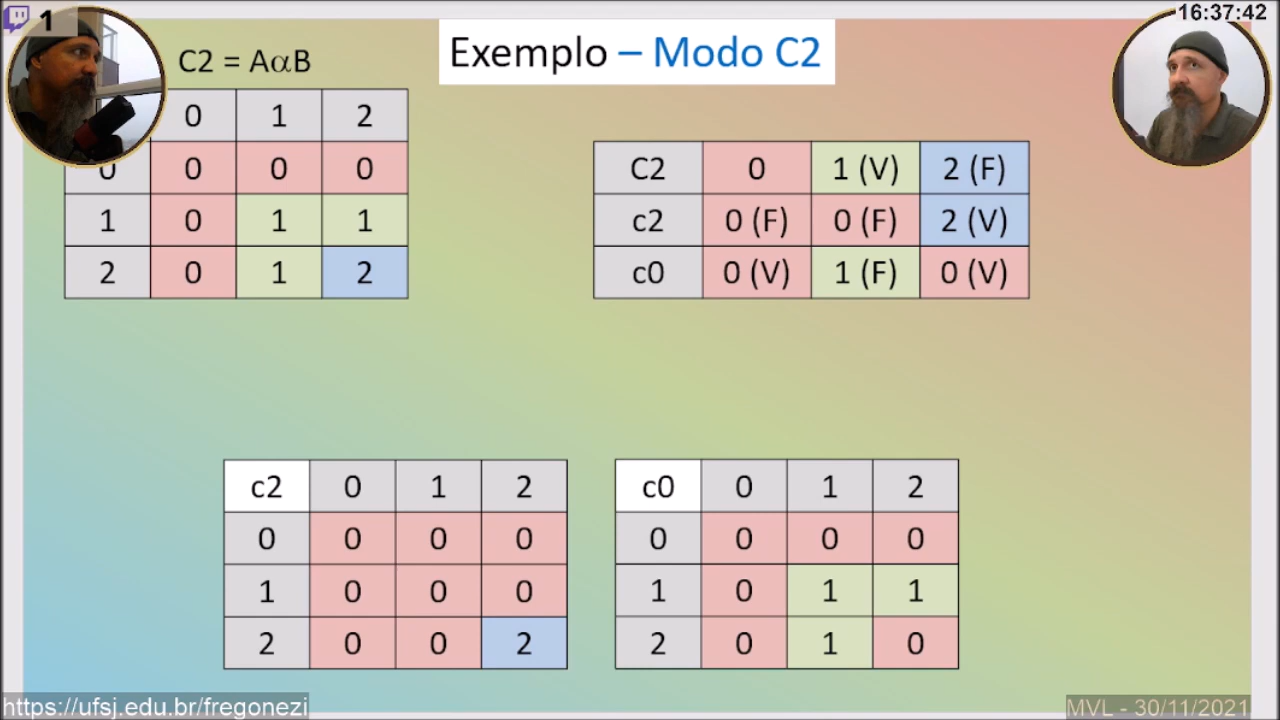 1
16:37:42
C2 = AαB
Exemplo – Modo C2
0 1 2
0 0 0 0
1 0 1 1
2 0 1 2
C2 0 1 (V) 2 (F)
c2 0 (F) 0 (F) 2 (V)
c0 0 (V) 1 (F) 0 (V)
c2 0 1 2
0 0 0 0
1 0 0 0
2 0 0 2
c0 0 1 2
0 0 0 0
1 0 1 1
2 0 1 0
https://ufsj.edu.br/fregonezi
MVL - 30/11/2021